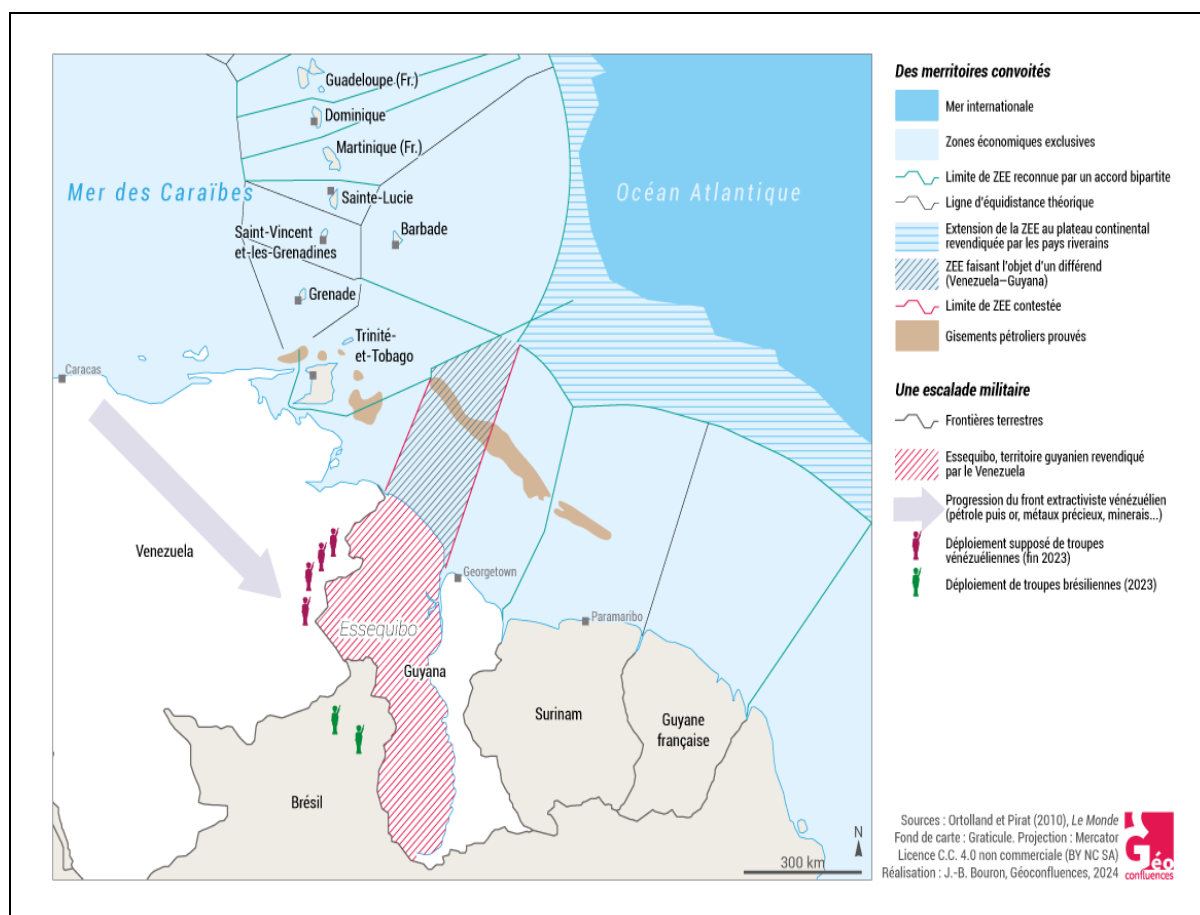 Guadeloupe (Fr.)
Dominique
Martinique (Fr.)
Mer des Caraïbes
Sainte-Lucie
Océan Atlantique
Saint-Vincent
et-les-Grenadines
Barbade
Grenade
Trinité-
et-Tobago
Caracas
Venezuela
Georgetown
Essequibo
Paramaribo
Guyana
Surinam
Guyane
française
Brésil
N
300 km
Des merritoires convoités
Mer internationale
Zones économiques exclusives
Limite de ZEE reconnue par un accord bipartite
Ligne d'équidistance théorique
Extension de la ZEE au plateau continental
revendiquée par les pays riverains
ZEE faisant l'objet d'un différend
(Venezuela–Guyana)
Limite de ZEE contestée
Gisements pétroliers prouvés
Une escalade militaire
Frontières terrestres
Essequibo, territoire guyanien revendiqué
par le Venezuela
Progression du front extractiviste vénézuélien
(pétrole puis or, métaux précieux, minerais...)
Déploiement supposé de troupes
vénézuéliennes (fin 2023)
Déploiement de troupes brésiliennes (2023)
Sources : Ortolland et Pirat (2010), Le Monde
Fond de carte : Graticule. Projection : Mercator
Licence C.C. 4.0 non commerciale (BY NC SA)
Réalisation : J.-B. Bouron, Géoconfluences, 2024
Géo
confluences